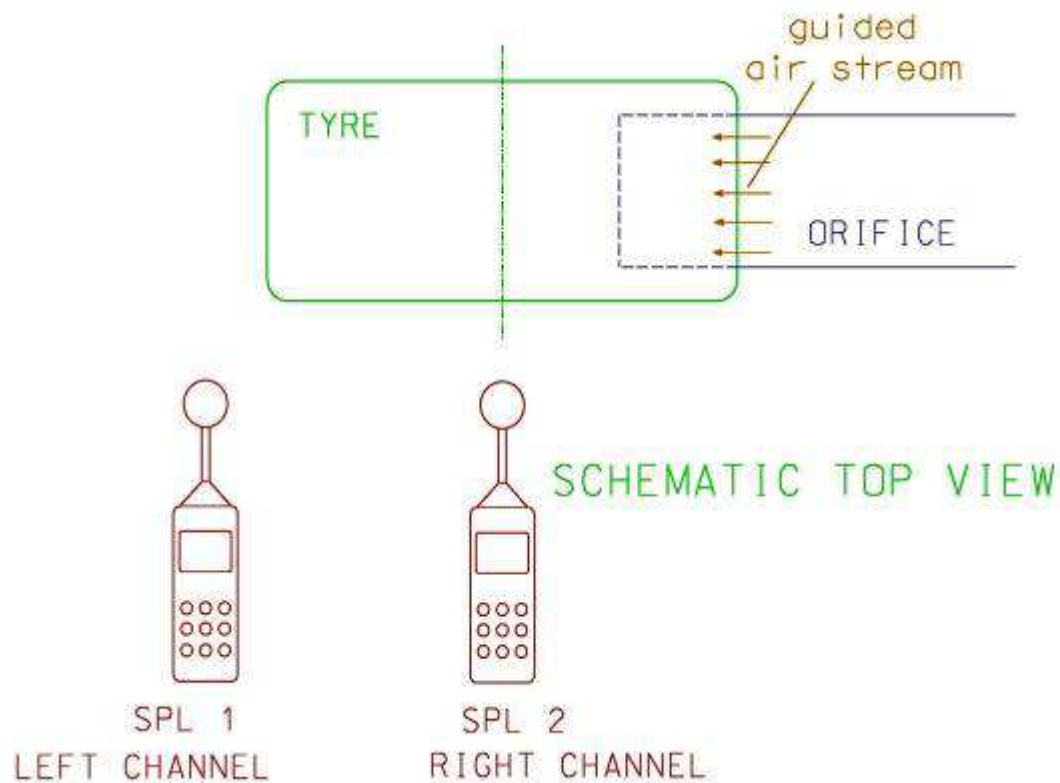 guided
air stream
TYRE
ORIFICE
SCHEMATIC TOP VIEW
SPL 1
LEFT CHANNEL
SPL 2
RIGHT CHANNEL